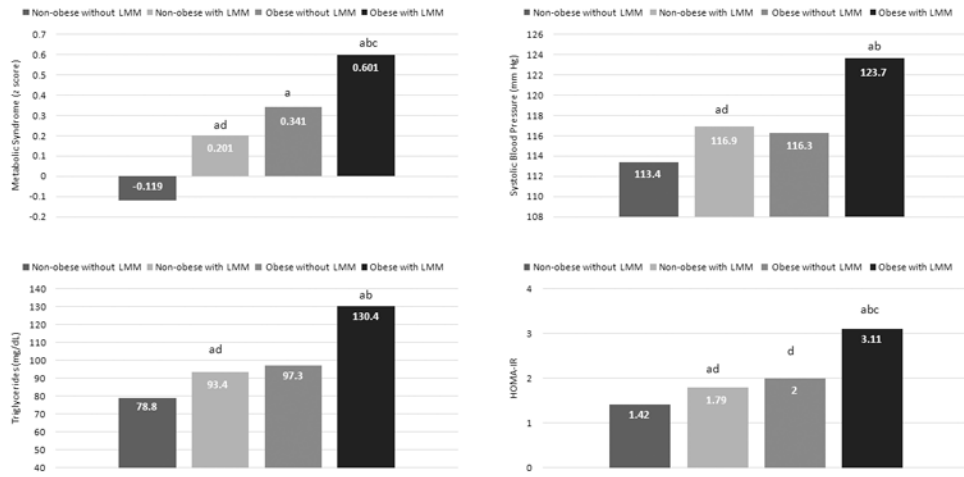 Non-obese without LMM Non-obese with LMM Obese without LMM Obese with LMM
Metabolic Syndrome (z score)
0.7
0.6
0.5
0.4
0.3
0.2
0.1
0
-0.1
-0.2
-0.119
ad
0.201
a
0.341
abc
0.601
Non-obese without LMM Non-obese with LMM Obese without LMM Obese with LMM
Systolic Blood Pressure (mm Hg)
126
124
122
120
118
116
114
112
110
108
113.4
ad
116.9
116.3
ab
123.7
Non-obese without LMM Non-obese with LMM Obese without LMM Obese with LMM
Triglycerides (mg/dL)
140
130
120
110
100
90
80
70
60
50
40
78.8
ad
93.4
97.3
ab
130.4
Non-obese without LMM Non-obese with LMM Obese without LMM Obese with LMM
HOMA-IR
4
3
2
1
0
1.42
ad
1.79
d
2
abc
3.11